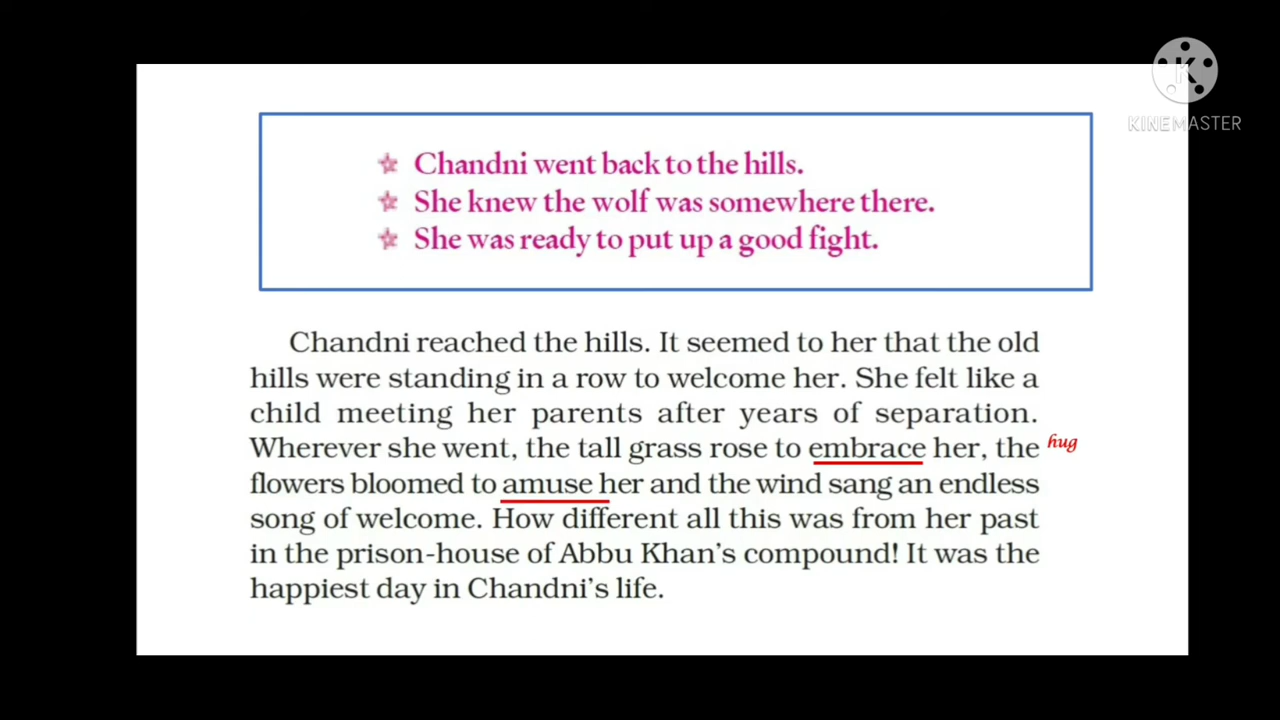 K
KINEMASTER
Chandni went back to the hills.
She knew the wolf was somewhere there.
She was ready to put up a good fight.
Chandni reached the hills. It seemed to her that the old
hills were standing in a row to welcome her. She felt like a
child meeting her parents after years of separation.
Wherever she went, the tall grass rose to embrace her, the hug
flowers bloomed to amuse her and the wind sang an endless
song of welcome. How different all this was from her past
in the prison-house of Abbu Khan's compound! It was the
happiest day in Chandni's life.